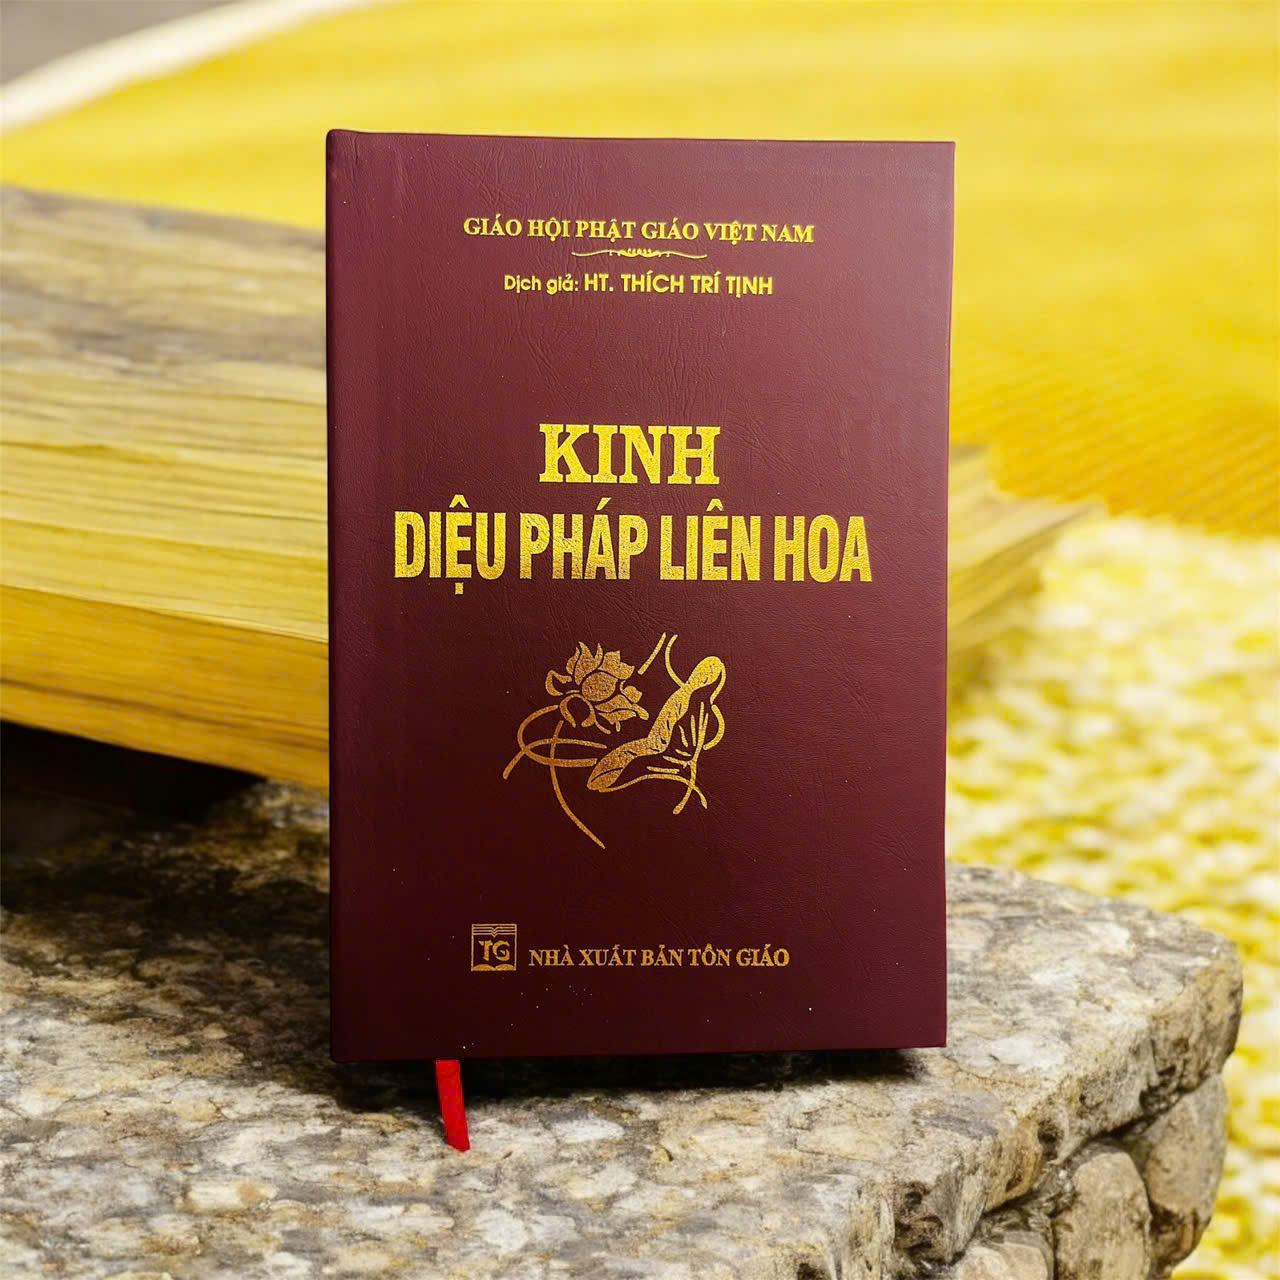 GIÁO HỘI PHẬT GIÁO VIỆT NAM
Dịch giả: HT. THÍCH TRÍ TỊNH
KINH
DIỆU PHÁP LIÊN HOA
TG
NHÀ XUẤT BẢN TÔN GIÁO